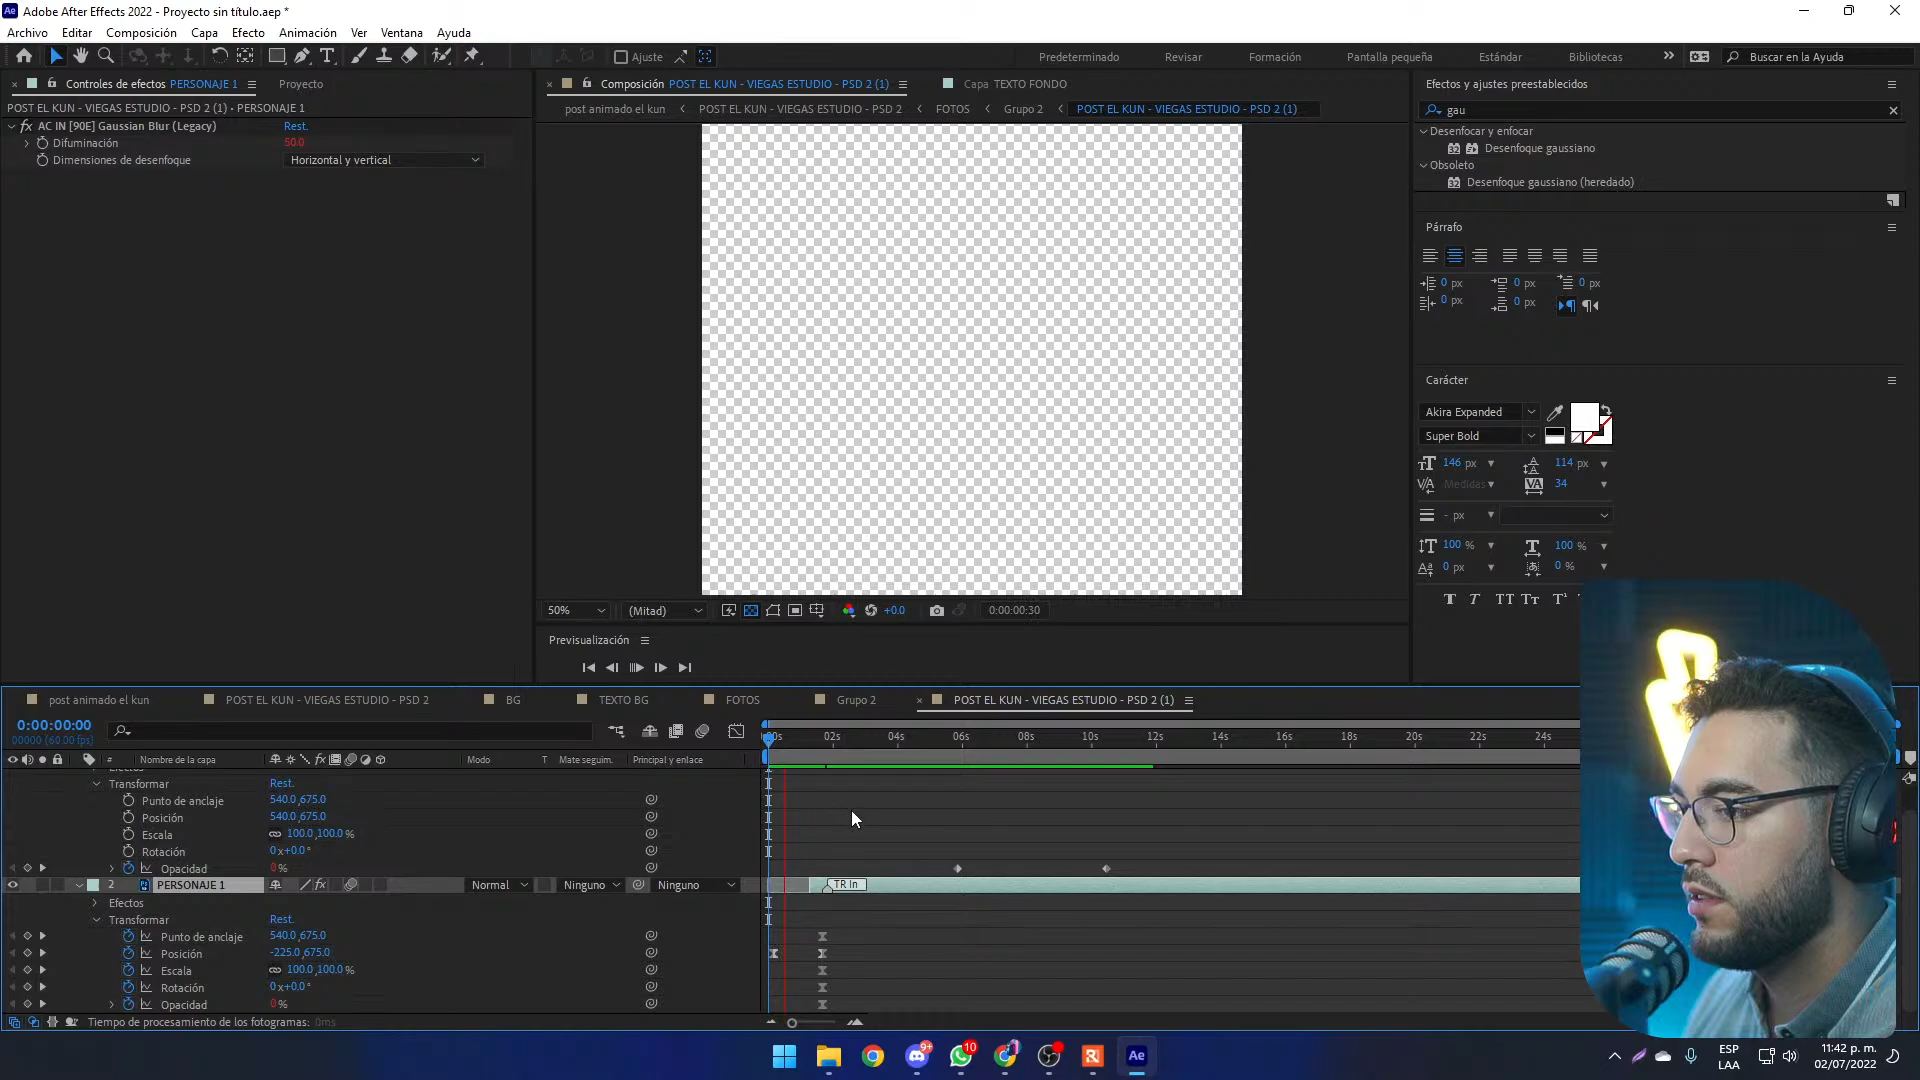 Adobe After Effects 2022 - Proyecto sin título.aep *
Archivo Editar Composición Capa Efecto Animación Ver Ventana Ayuda
Ajuste Predeterminado Revisar Formación Pantalla pequeña Estándar Bibliotecas Buscar en la Ayuda
Controles de efectos PERSONAJE 1 Proyecto
POST EL KUN - VIEGAS ESTUDIO - PSD 2 (1) • PERSONAJE 1
fx AC IN [90E] Gaussian Blur (Legacy) Rest.
Difuminación 50.0
Dimensiones de desenfoque Horizontal y vertical
Composición POST EL KUN - VIEGAS ESTUDIO - PSD 2 (1) Capa TEXTO FONDO
post animado el kun POST EL KUN - VIEGAS ESTUDIO - PSD 2 FOTOS Grupo 2 POST EL KUN - VIEGAS ESTUDIO - PSD 2 (1)
50% (Mitad) +0.0 0:00:00:30
Previsualización
Efectos y ajustes preestablecidos
gau
Desenfocar y enfocar
Desenfoque gaussiano
Obsoleto
Desenfoque gaussiano (heredado)
Párrafo
0 px 0 px 0 px
0 px 0 px
Carácter
Akira Expanded
Super Bold
146 px 114 px
Medidas 34
- px
100 % 100 %
0 px 0 %
post animado el kun POST EL KUN - VIEGAS ESTUDIO - PSD 2 BG TEXTO BG FOTOS Grupo 2 POST EL KUN - VIEGAS ESTUDIO - PSD 2 (1)
0:00:00:00
00000 (60.00 fps)
02s 04s 06s 08s 10s 12s 14s 16s 18s 20s 22s 24s
# Nombre de la capa Modo T Mate seguim. Principal y enlace
Transformar Rest.
Punto de anclaje 540.0,675.0
Posición 540.0,675.0
Escala 100.0,100.0 %
Rotación 0x+0.0°
Opacidad 0 %
2 PERSONAJE 1 Normal Ninguno Ninguno TR In
Efectos
Transformar Rest.
Punto de anclaje 540.0,675.0
Posición -225.0,675.0
Escala 100.0,100.0 %
Rotación 0x+0.0°
Opacidad 0 %
Tiempo de procesamiento de los fotogramas: 0ms
9+ 10 Ae ESP LAA 11:42 p. m. 02/07/2022